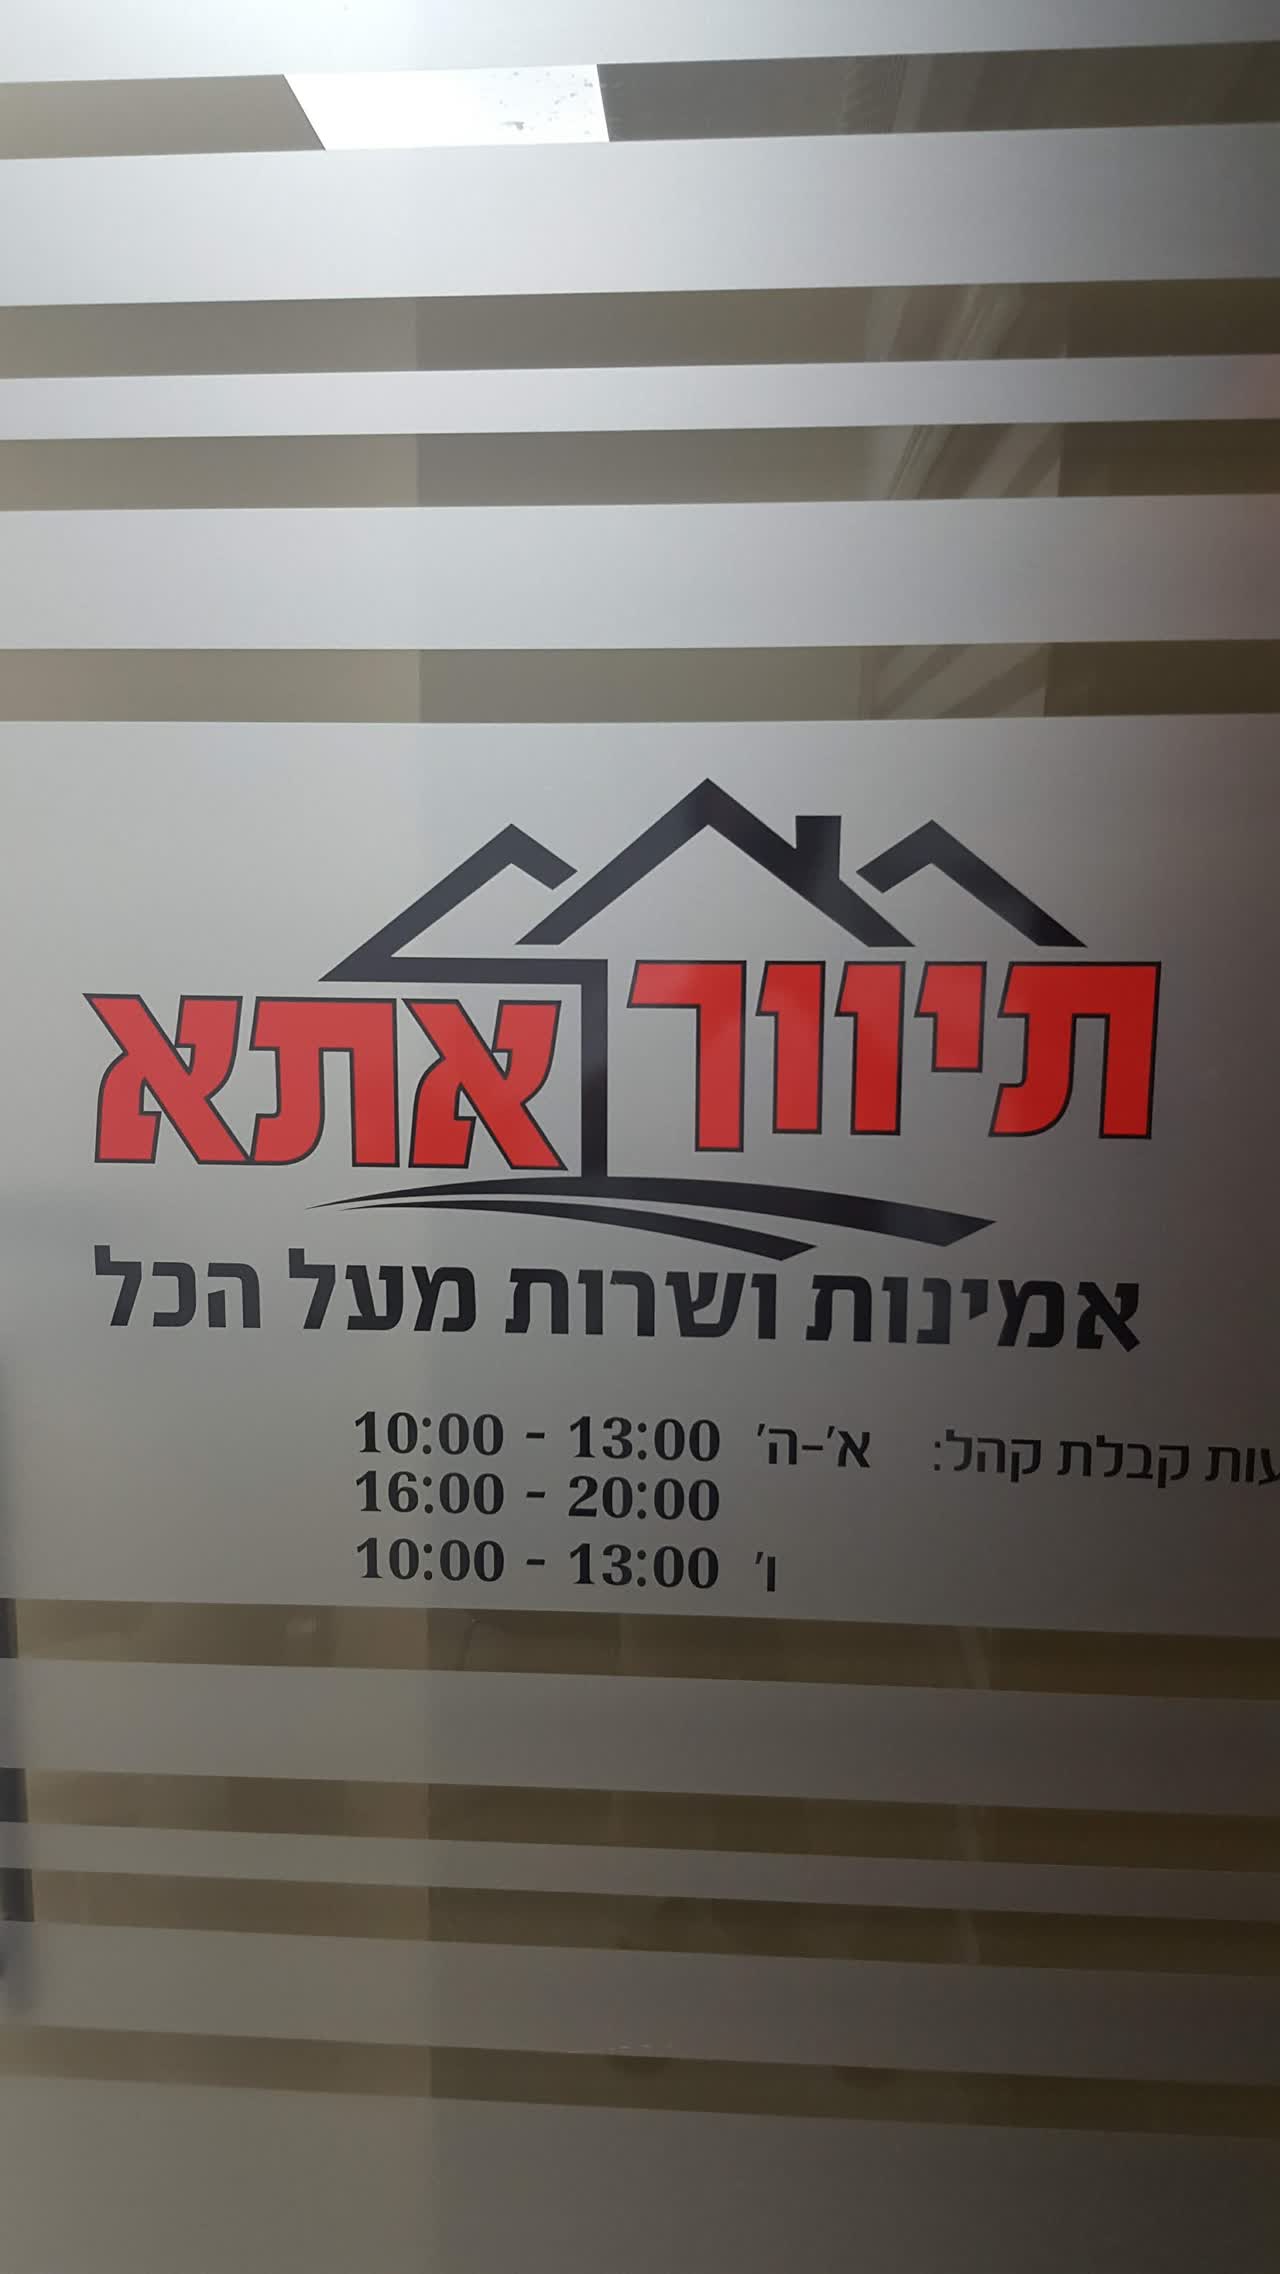 תיווך אתא
אמינות ושרות מעל הכל
עות קבלת קהל: א'-ה' 10:00 - 13:00
16:00 - 20:00
ו' 10:00 - 13:00